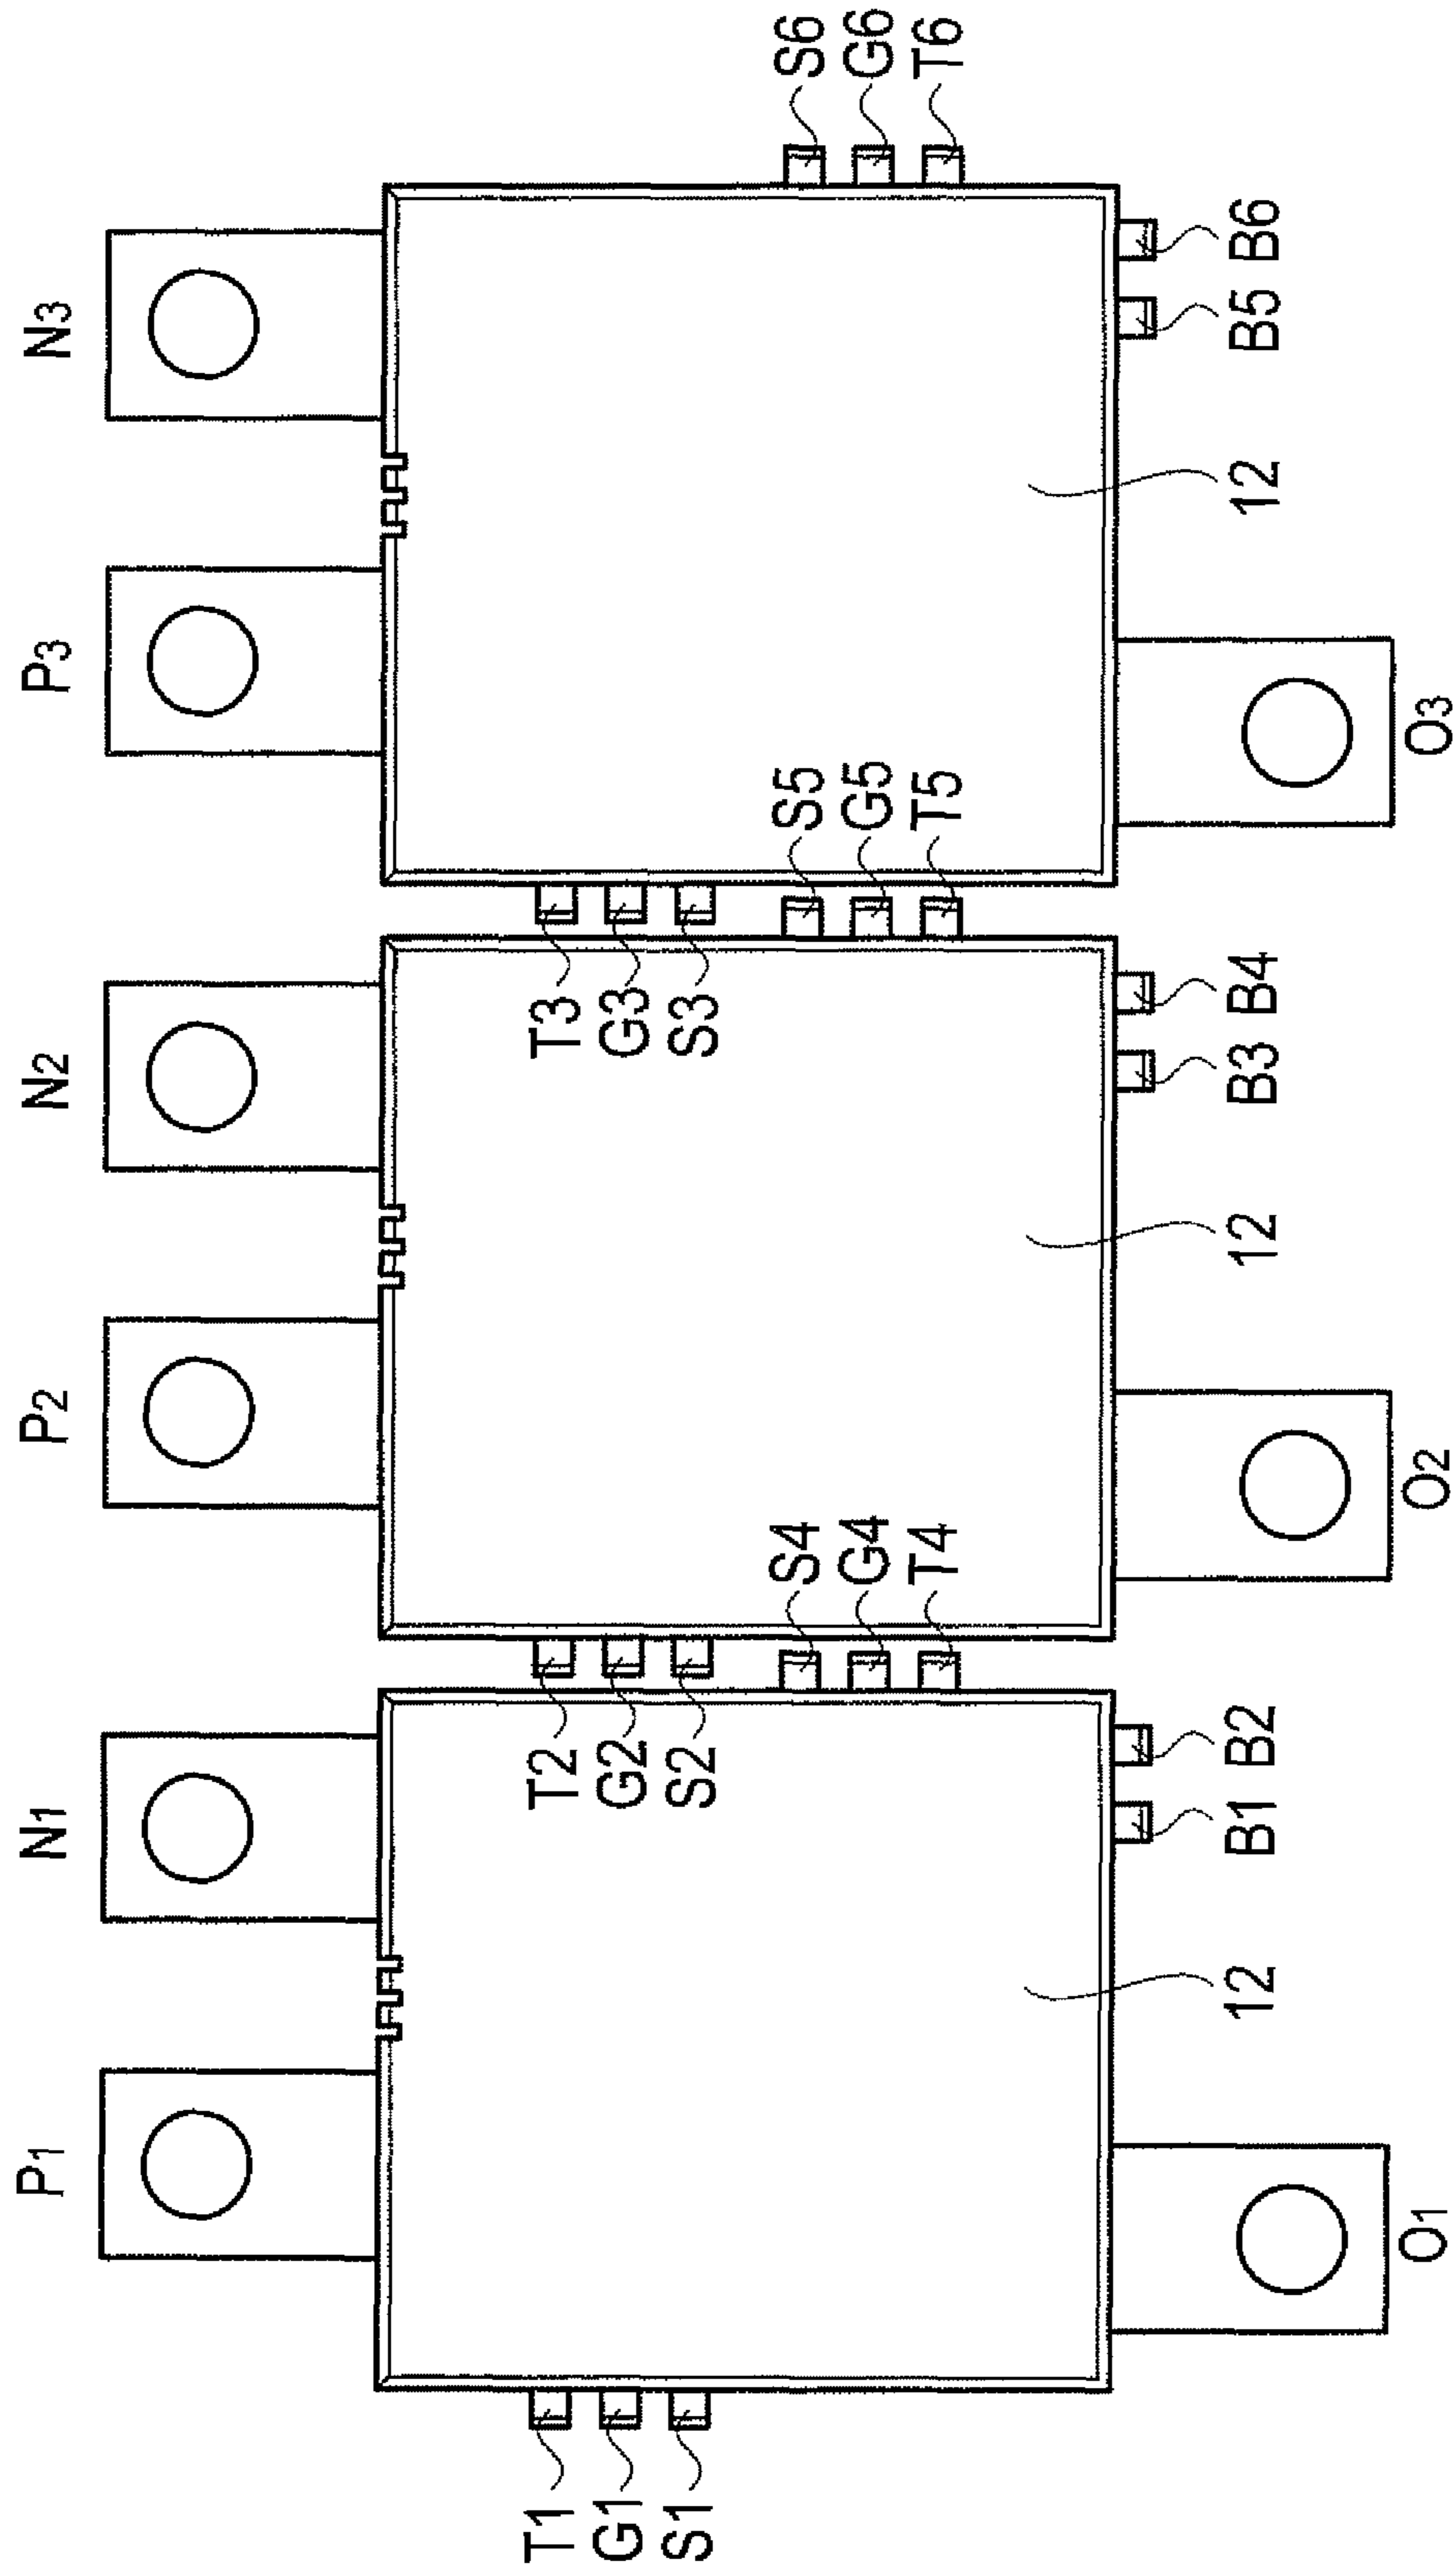 P1 N1 P2 N2 P3 N3
T1 T2 T3
G1 G2 G3
S1 S2 S3
S4 S5 S6
G4 G5 G6
T4 T5 T6
12 B1 B2 12 B3 B4 12 B5 B6
O1 O2 O3